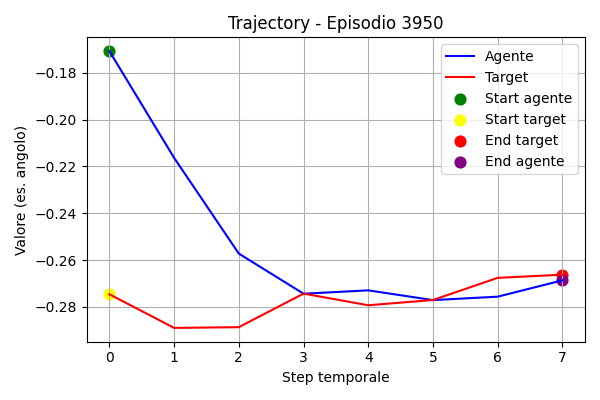 Trajectory - Episodio 3950
Valore (es. angolo)
−0.18
−0.20
−0.22
−0.24
−0.26
−0.28
Agente
Target
Start agente
Start target
End target
End agente
0 1 2 3 4 5 6 7
Step temporale